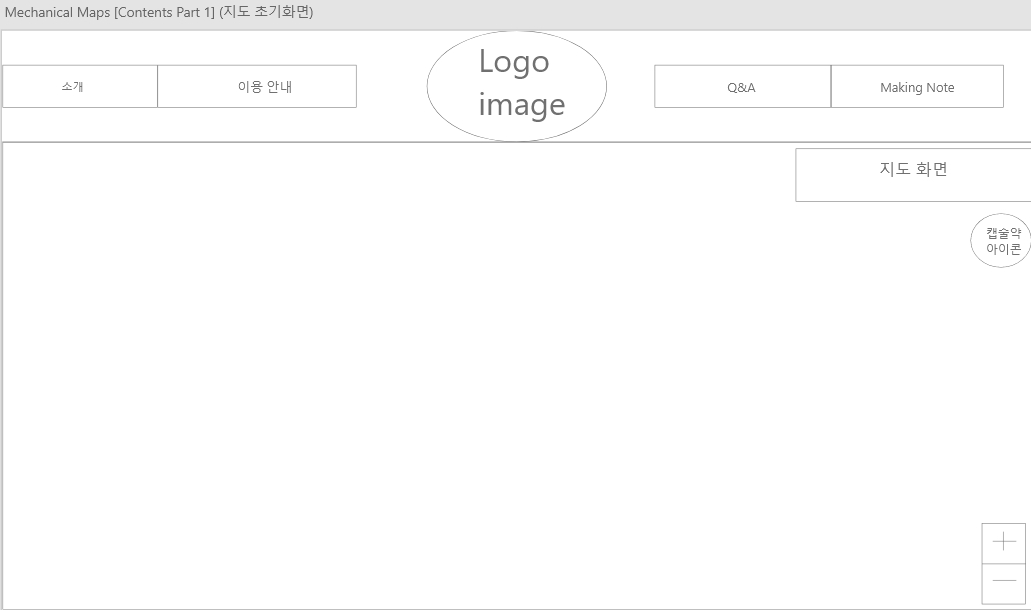 Mechanical Maps [Contents Part 1] (지도 초기화면)
소개
이용 안내
Logo
image
Q&A
Making Note
지도 화면
캡술약
아이콘
+
—